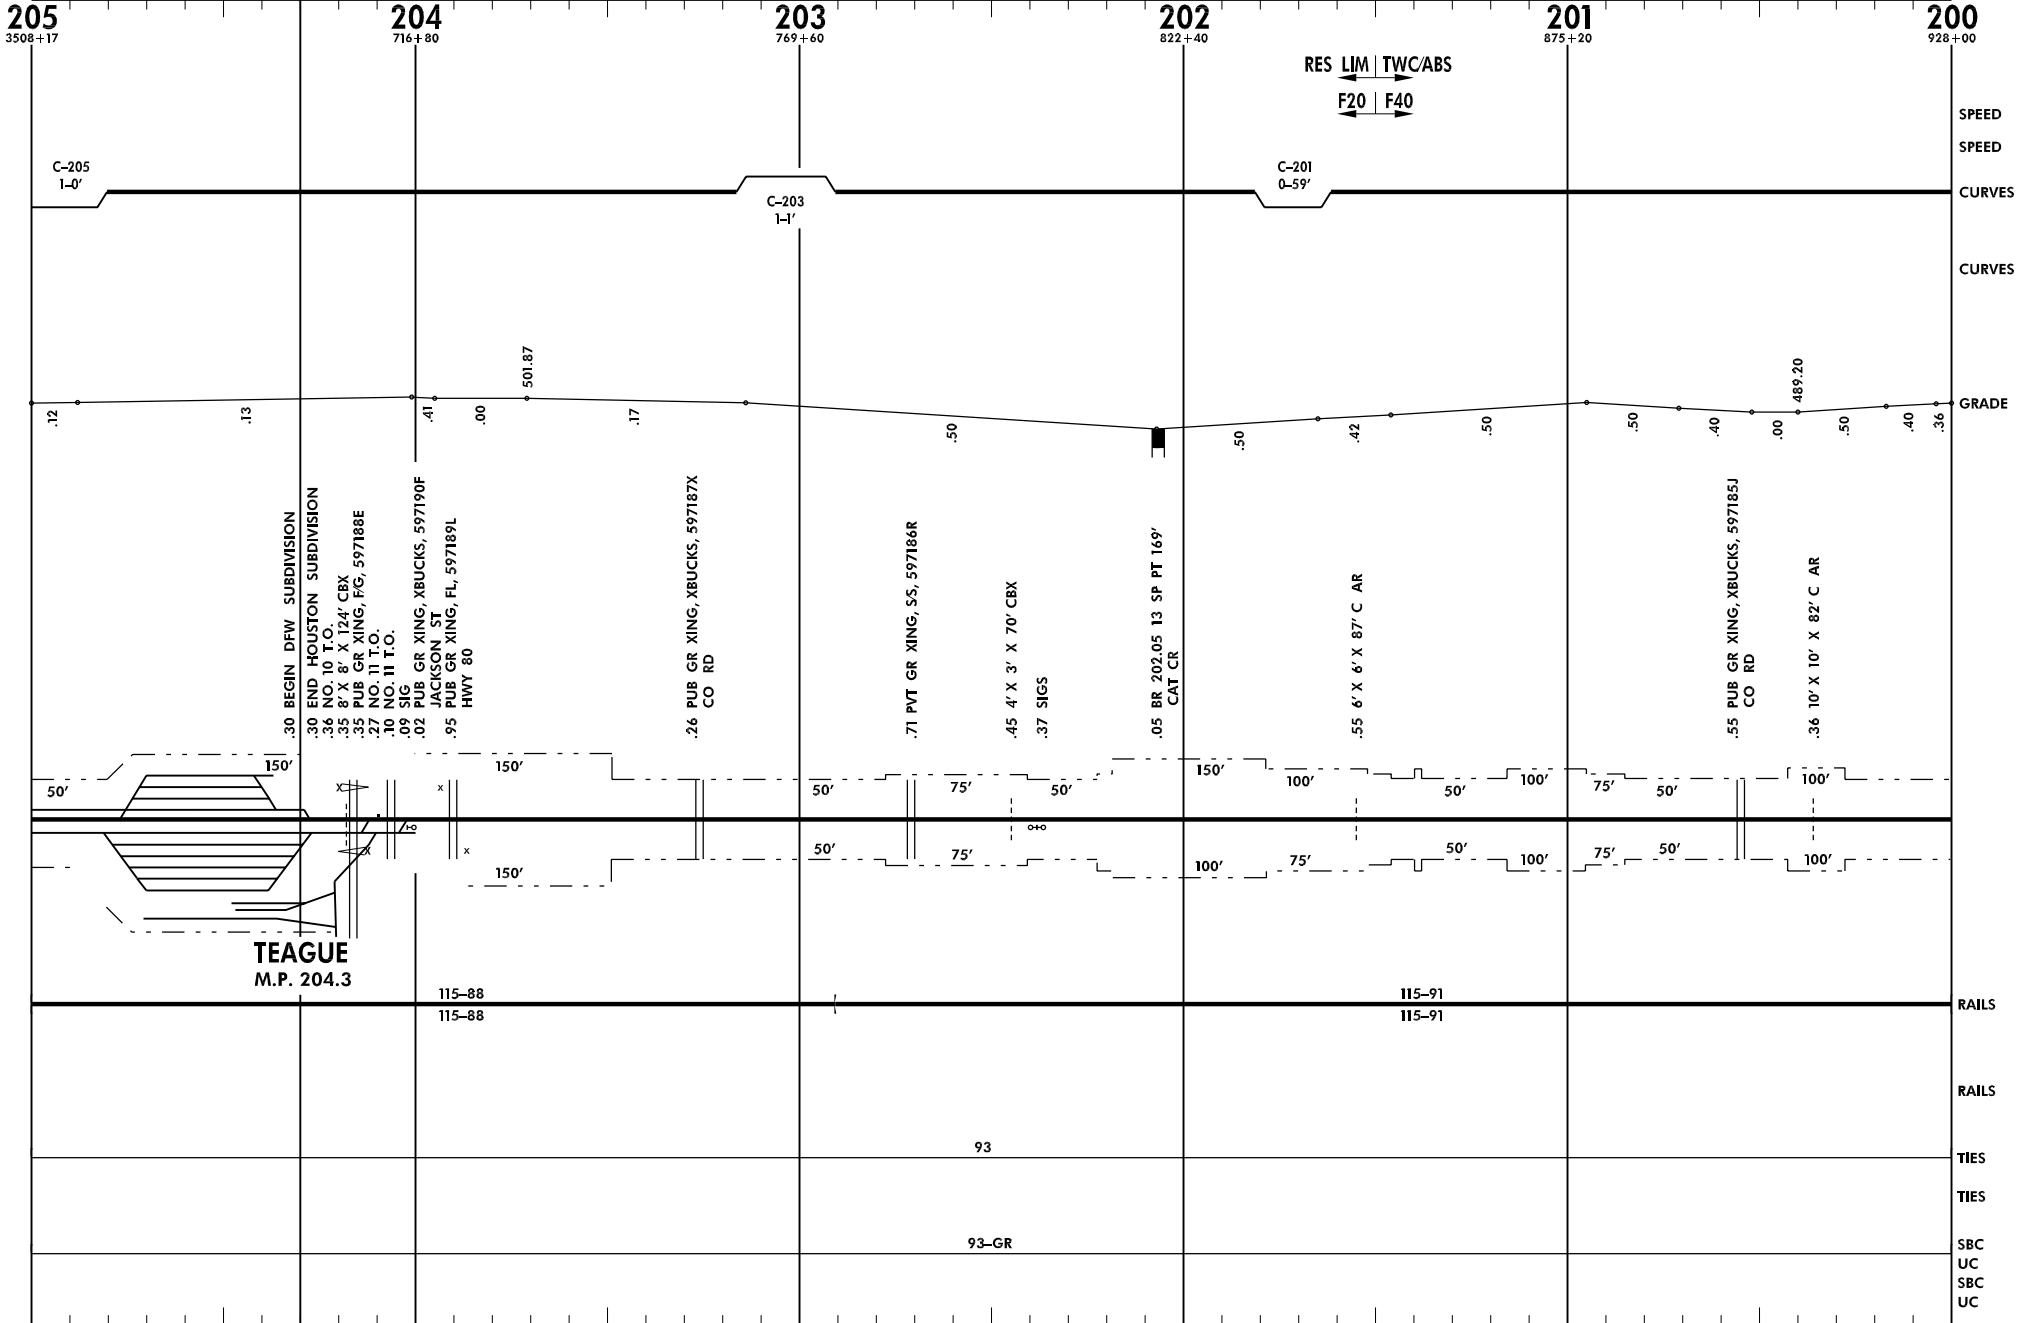 205 204 203 202 201 200
3508+17 716+80 769+60 822+40 875+20 928+00
RES LIM TWC/ABS
F20 F40
SPEED
SPEED
C–205
1–0'
C–203
1–1'
C–201
0–59'
CURVES
CURVES
501.87
489.20
GRADE
.12
.13
.41
.00
.17
.50
.50
.42
.50
.50
.40
.00
.50
.40
.36
.30 BEGIN DFW SUBDIVISION
.30 END HOUSTON SUBDIVISION
.36 NO. 10 T.O.
.35 8' X 8' X 124' CBX
.35 PUB GR XING, F/G, 597188E
.27 NO. 11 T.O.
.10 NO. 11 T.O.
.09 SIG
.02 PUB GR XING, XBUCKS, 597190F
JACKSON ST
.95 PUB GR XING, FL, 597189L
HWY 80
.26 PUB GR XING, XBUCKS, 597187X
CO RD
.71 PVT GR XING, S/S, 597186R
.45 4' X 3' X 70' CBX
.37 SIGS
.05 BR 202.05 13 SP PT 169'
CAT CR
.55 6' X 6' X 87' C AR
.55 PUB GR XING, XBUCKS, 597185J
CO RD
.36 10' X 10' X 82' C AR
50' 150' 150' 50' 75' 50' 150' 100' 50' 100' 75' 50' 100'
X X
X X
150' 50' 75' 100' 75' 50' 100' 75' 50' 100'
TEAGUE
M.P. 204.3
115–88 115–91
115–88 115–91
RAILS
RAILS
93
TIES
TIES
93–GR
SBC
UC
SBC
UC